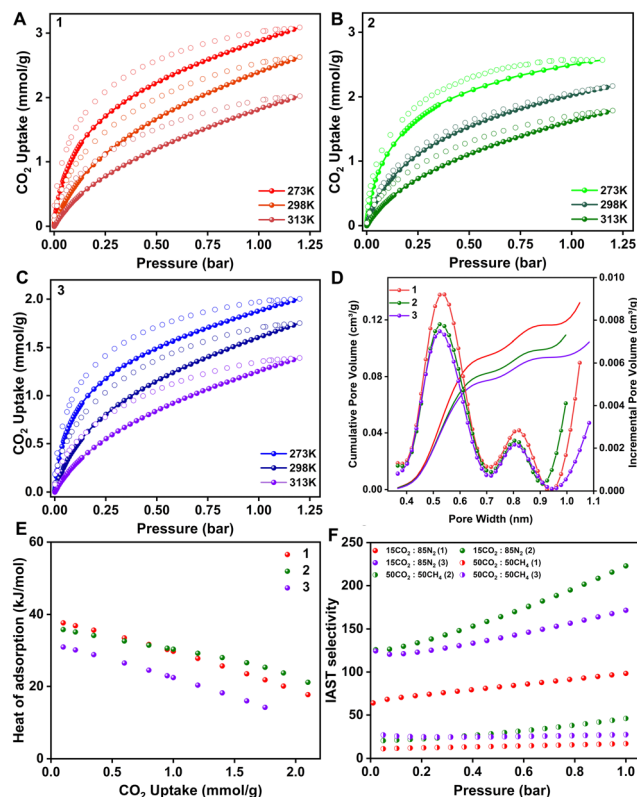 A
1
CO2 Uptake (mmol/g)
3
2
1
0
273K
298K
313K
0.00 0.25 0.50 0.75 1.00 1.25
Pressure (bar)
B
2
CO2 Uptake (mmol/g)
3
2
1
0
273K
298K
313K
0.00 0.25 0.50 0.75 1.00 1.25
Pressure (bar)
C
3
CO2 Uptake (mmol/g)
2.0
1.5
1.0
0.5
0.0
273K
298K
313K
0.00 0.25 0.50 0.75 1.00 1.25
Pressure (bar)
D
1
2
3
Cumulative Pore Volume (cm³/g)
0.12
0.08
0.04
0.00
Incremental Pore Volume (cm³/g)
0.010
0.008
0.006
0.004
0.002
0.000
0.4 0.5 0.6 0.7 0.8 0.9 1.0 1.1
Pore Width (nm)
E
1
2
3
Heat of adsorption (kJ/mol)
60
40
20
0
0.0 0.5 1.0 1.5 2.0
CO2 Uptake (mmol/g)
F
15CO2 : 85N2 (1) 15CO2 : 85N2 (2)
15CO2 : 85N2 (3) 50CO2 : 50CH4 (1)
50CO2 : 50CH4 (2) 50CO2 : 50CH4 (3)
IAST selectivity
250
200
150
100
50
0
0.0 0.2 0.4 0.6 0.8 1.0
Pressure (bar)